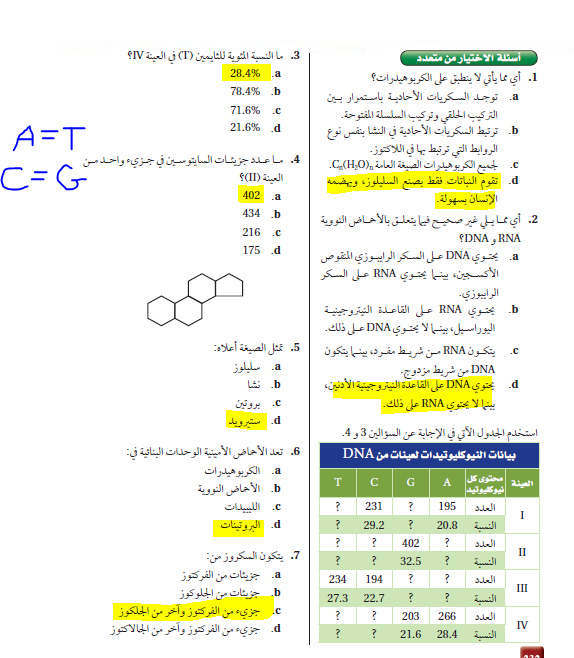 أسئلة الاختيار من متعدد
1. أي مما يأتي لا ينطبق على الكربوهيدرات؟
a. توجد السكريات الأحادية باستمرار بين
التركيب الحلقي وتركيب السلسلة المفتوحة.
b. ترتبط السكريات الأحادية في النشا بنفس نوع
الروابط التي ترتبط بها في اللاكتوز.
c. لجميع الكربوهيدرات الصيغة العامة Cₙ(H₂O)ₙ.
d. تقوم النباتات فقط بصنع السليلوز، ويهضمه
الإنسان بسهولة.
2. أي مما يلي غير صحيح فيما يتعلق بالأحماض النووية
RNA و DNA؟
a. يحتوي DNA على السكر الرايبوزي المنقوص
الأكسجين، بينما يحتوي RNA على السكر
الرايبوزي.
b. يحتوي RNA على القاعدة النيتروجينية
اليوراسيل، بينما لا يحتوي DNA على ذلك.
c. يتكون RNA من شريط مفرد، بينما يتكون
DNA من شريط مزدوج.
d. يحتوي DNA على القاعدة النيتروجينية الأدنين،
بينما لا يحتوي RNA على ذلك.
استخدم الجدول الآتي في الإجابة عن السؤالين 3 و 4.
بيانات النيوكليوتيدات لعينات من DNA
العينة محتوى كل نيوكليوتيد A G C T
I العدد 195 ? 231 ?
النسبة 20.8 ? 29.2 ?
II العدد ? 402 ? ?
النسبة ? 32.5 ? ?
III العدد ? ? 194 234
النسبة ? ? 22.7 27.3
IV العدد 266 203 ? ?
النسبة 28.4 21.6 ? ?
3. ما النسبة المئوية للثايمين (T) في العينة IV؟
a. 28.4%
b. 78.4%
c. 71.6%
d. 21.6%
A = T
C = G
4. ما عدد جزيئات السايتوسين في جزيء واحد من
العينة (II)؟
a. 402
b. 434
c. 216
d. 175
5. تمثل الصيغة أعلاه:
a. سليلوز
b. نشا
c. بروتين
d. ستيرويد
6. تعد الأحماض الأمينية الوحدات البنائية في:
a. الكربوهيدرات
b. الأحماض النووية
c. الليبيدات
d. البروتينات
7. يتكون السكروز من:
a. جزيئات من الفركتوز
b. جزيئات من الجلوكوز
c. جزيء من الفركتوز وآخر من الجلكوز
d. جزيء من الفركتوز وآخر من الجالاكتوز